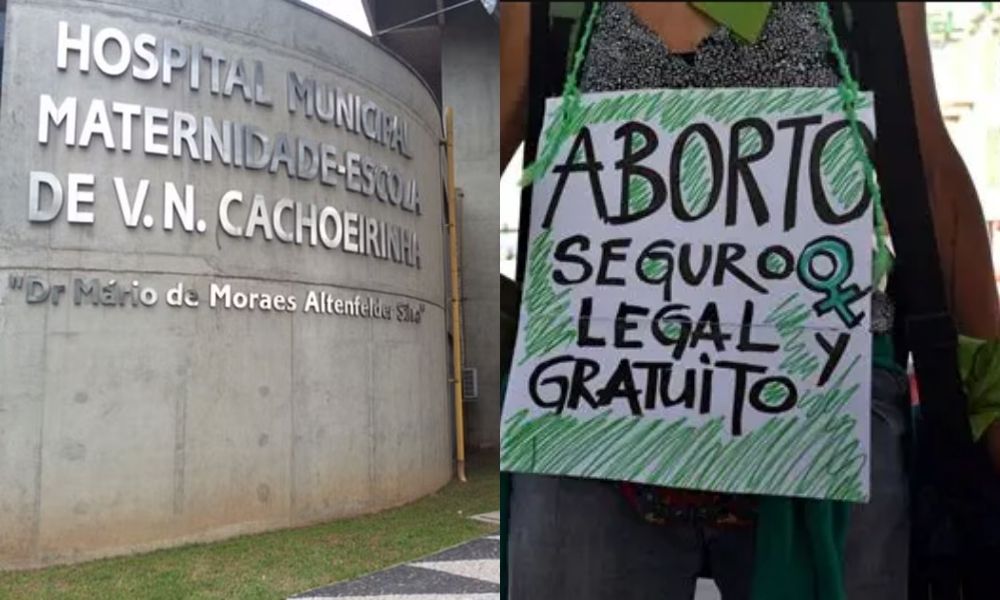 HOSPITAL MUNICIPAL
MATERNIDADE-ESCOLA
DE V.N. CACHOEIRINHA
"Dr Mário de Moraes Altenfelder Silva"
ABORTO
SEGURO
LEGAL Y
GRATUITO